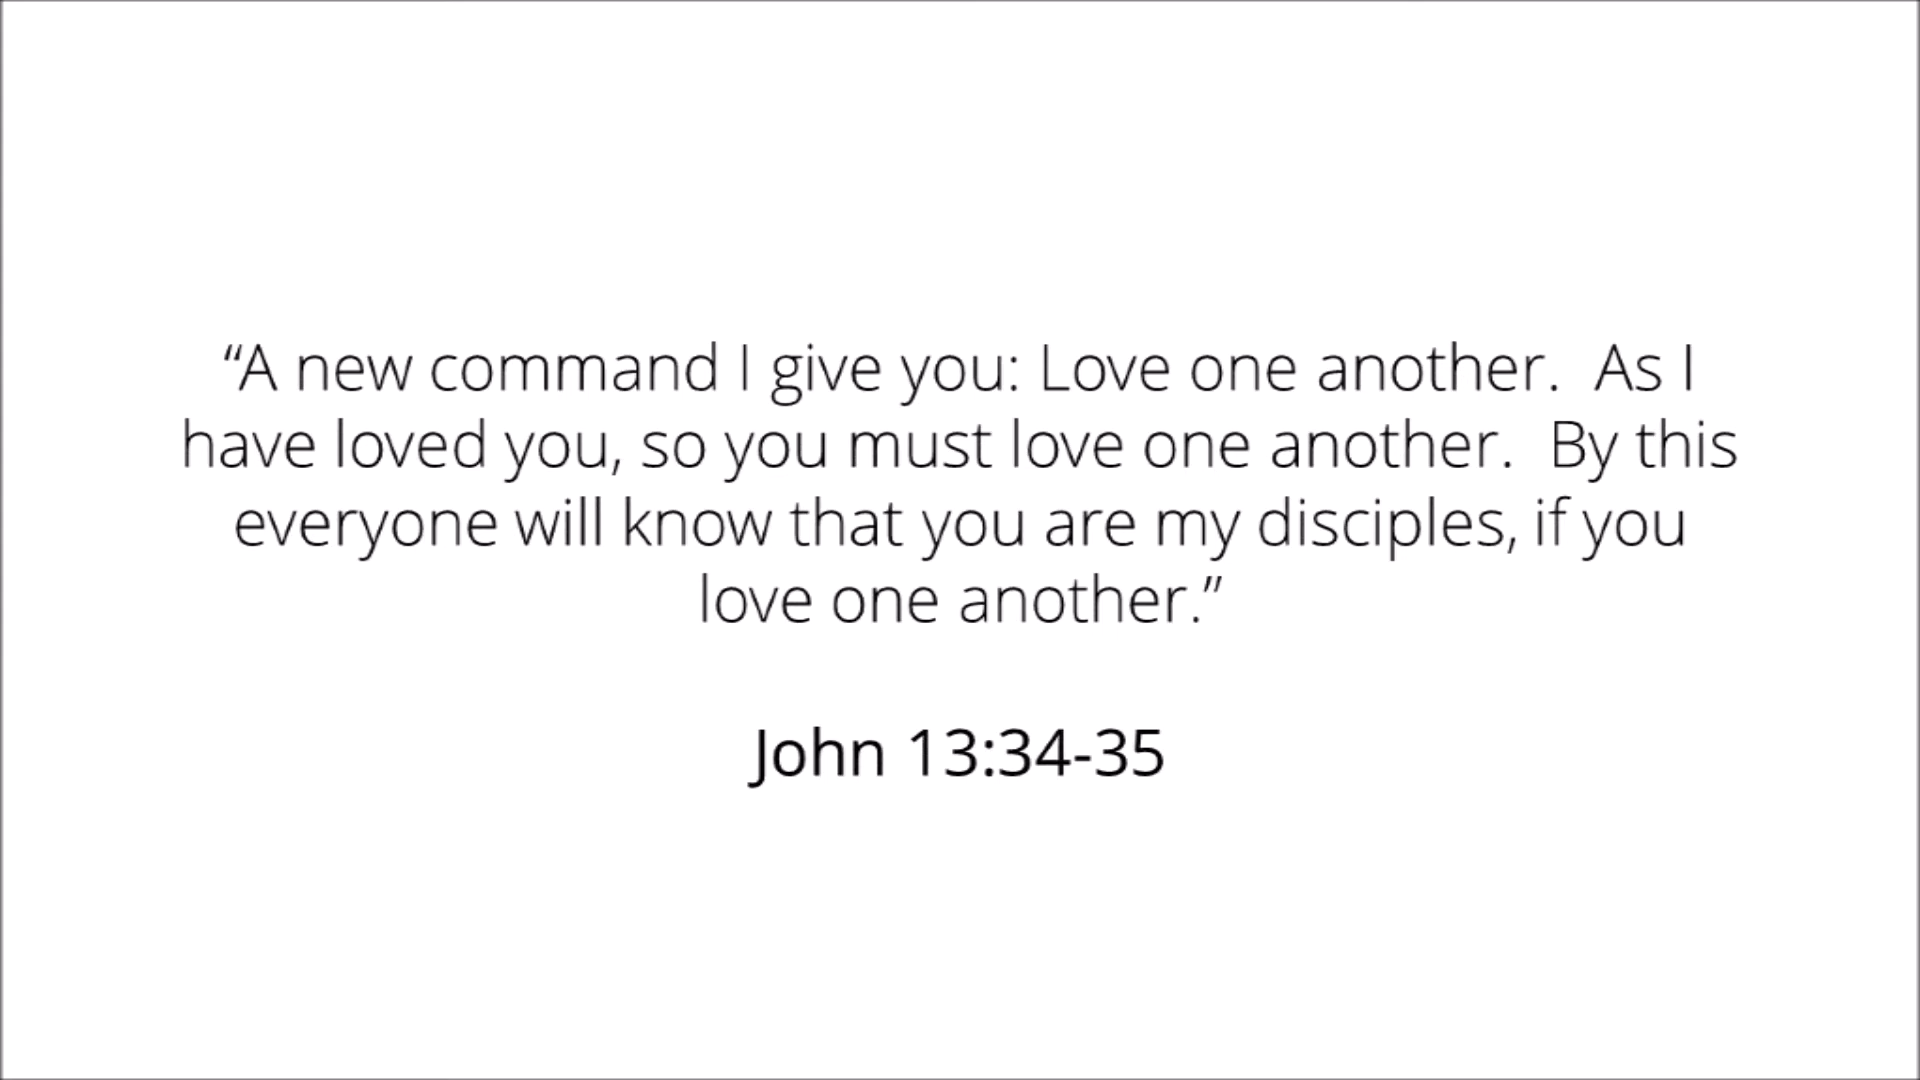 “A new command I give you: Love one another.  As I
have loved you, so you must love one another.  By this
everyone will know that you are my disciples, if you
love one another.”
John 13:34-35